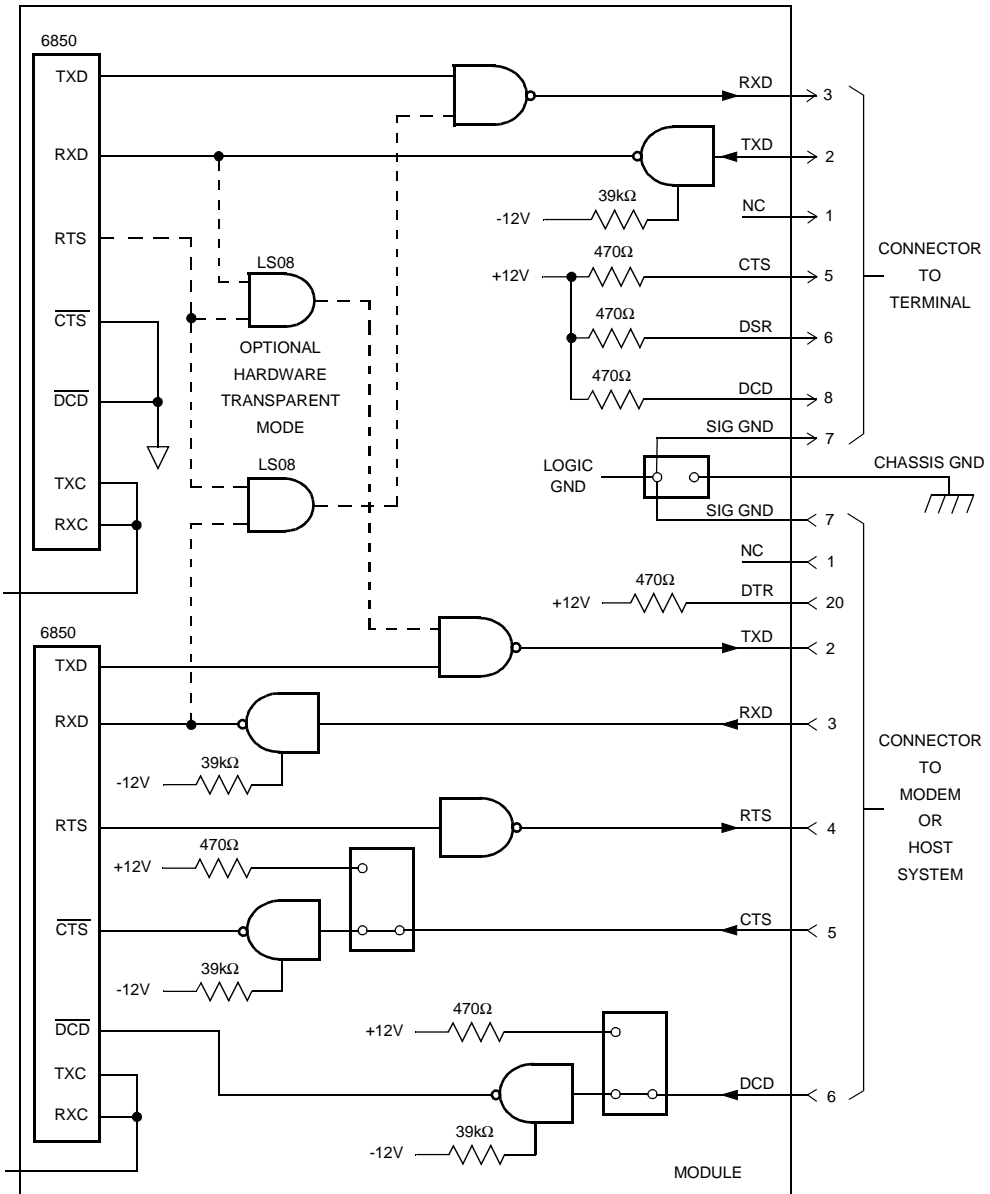 6850
TXD
RXD
3
RXD
TXD
2
39kΩ
-12V
NC
1
RTS
LS08
+12V
470Ω
CTS
5
CONNECTOR
TO
TERMINAL
CTS
470Ω
DSR
6
OPTIONAL
HARDWARE
TRANSPARENT
MODE
DCD
470Ω
DCD
8
SIG GND
7
LS08
LOGIC
GND
CHASSIS GND
TXC
RXC
SIG GND
7
NC
1
470Ω
+12V
DTR
20
6850
TXD
TXD
2
RXD
RXD
3
39kΩ
-12V
CONNECTOR
TO
MODEM
OR
HOST
SYSTEM
RTS
RTS
4
470Ω
+12V
CTS
CTS
5
39kΩ
-12V
470Ω
+12V
DCD
TXC
DCD
6
RXC
39kΩ
-12V
MODULE